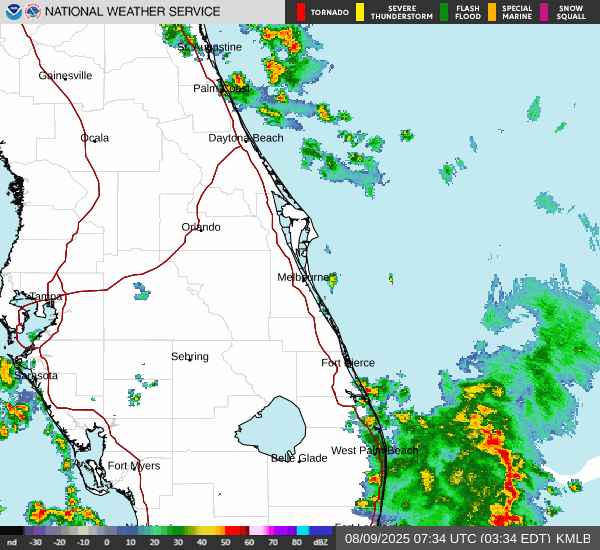 NATIONAL WEATHER SERVICE
TORNADO
SEVERE
THUNDERSTORM
FLASH
FLOOD
SPECIAL
MARINE
SNOW
SQUALL
St. Augustine
Gainesville
Palm Coast
Ocala
Daytona Beach
Orlando
Melbourne
Tampa
Sebring
Fort Pierce
Sarasota
West Palm Beach
Belle Glade
Fort Myers
nd -30 -20 -10 0 10 20 30 40 50 60 70 80 dBZ
08/09/2025 07:34 UTC (03:34 EDT) KMLB